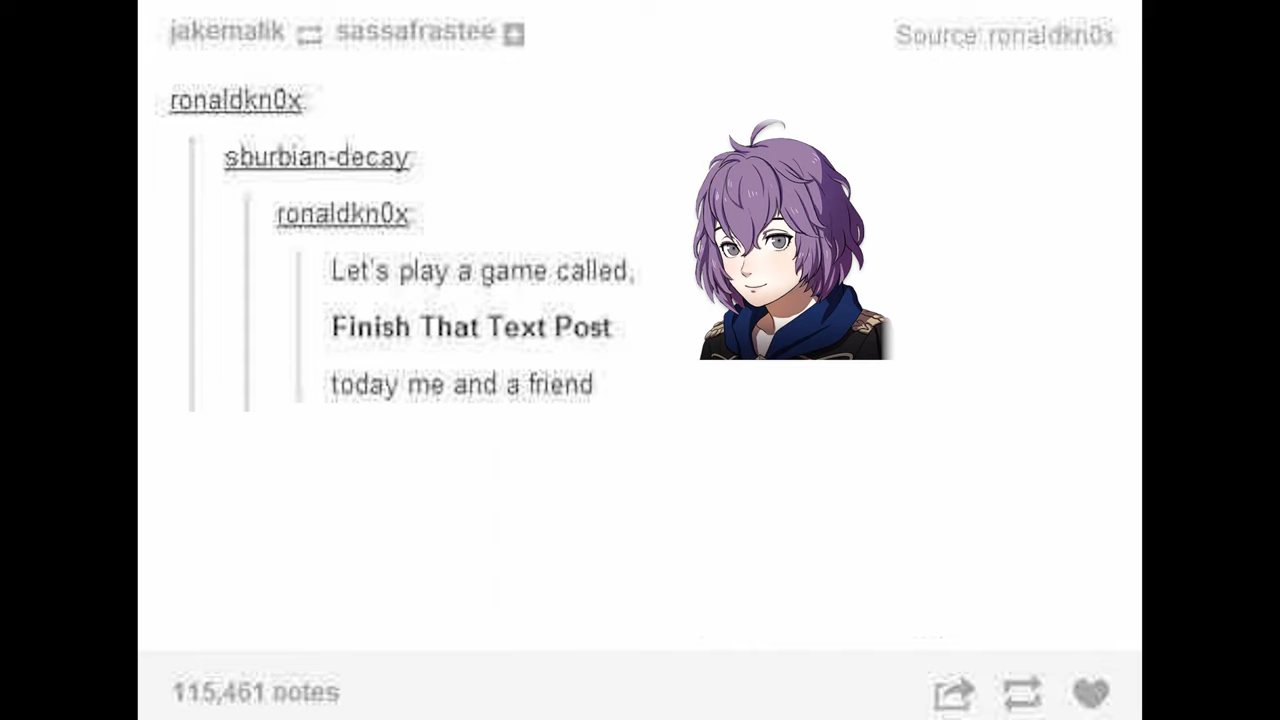 jakemalik sassafrastee
Source: ronaldkn0x
ronaldkn0x
sburbian-decay
ronaldkn0x
Let's play a game called,
Finish That Text Post
today me and a friend
115,461 notes